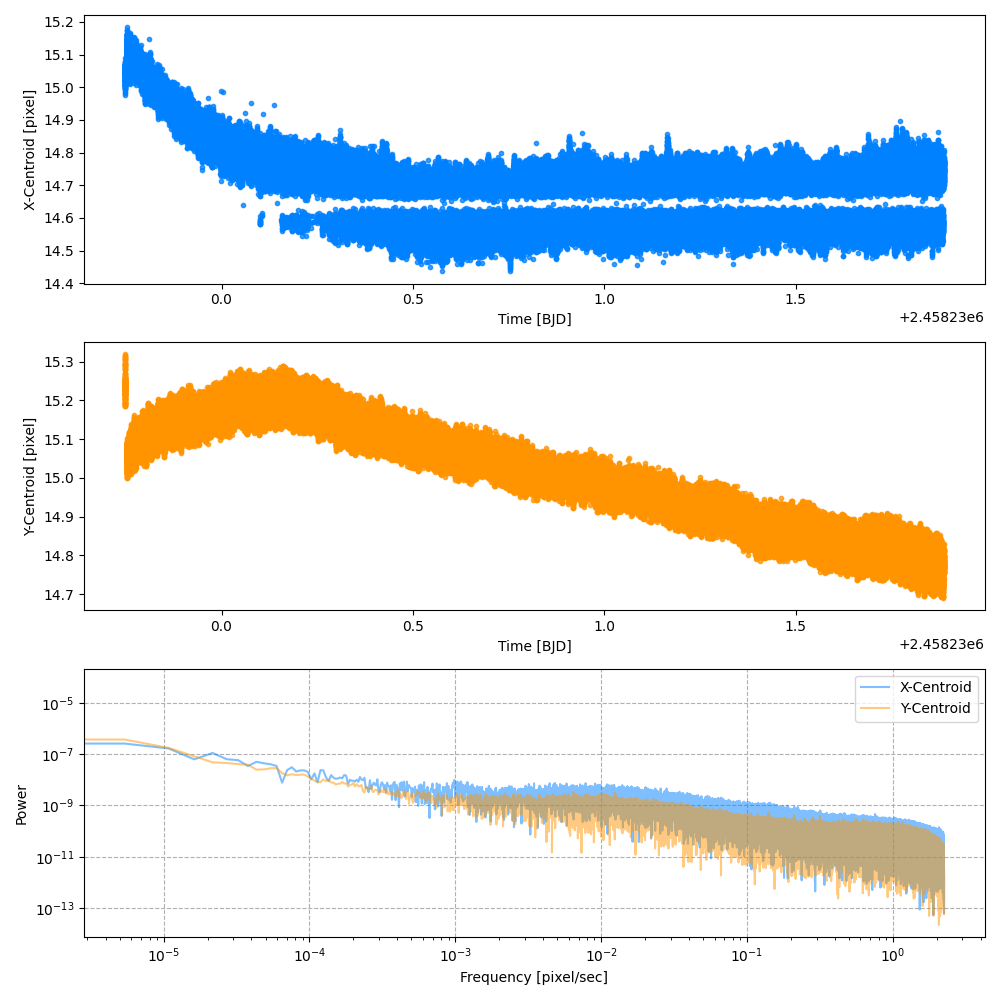 15.2
15.1
15.0
14.9
14.8
14.7
14.6
14.5
14.4
X-Centroid [pixel]
0.0 0.5 1.0 1.5
Time [BJD]
+2.45823e6
15.3
15.2
15.1
15.0
14.9
14.8
14.7
Y-Centroid [pixel]
0.0 0.5 1.0 1.5
Time [BJD]
+2.45823e6
X-Centroid
Y-Centroid
10⁻⁵
10⁻⁷
10⁻⁹
10⁻¹¹
10⁻¹³
Power
10⁻⁵ 10⁻⁴ 10⁻³ 10⁻² 10⁻¹ 10⁰
Frequency [pixel/sec]